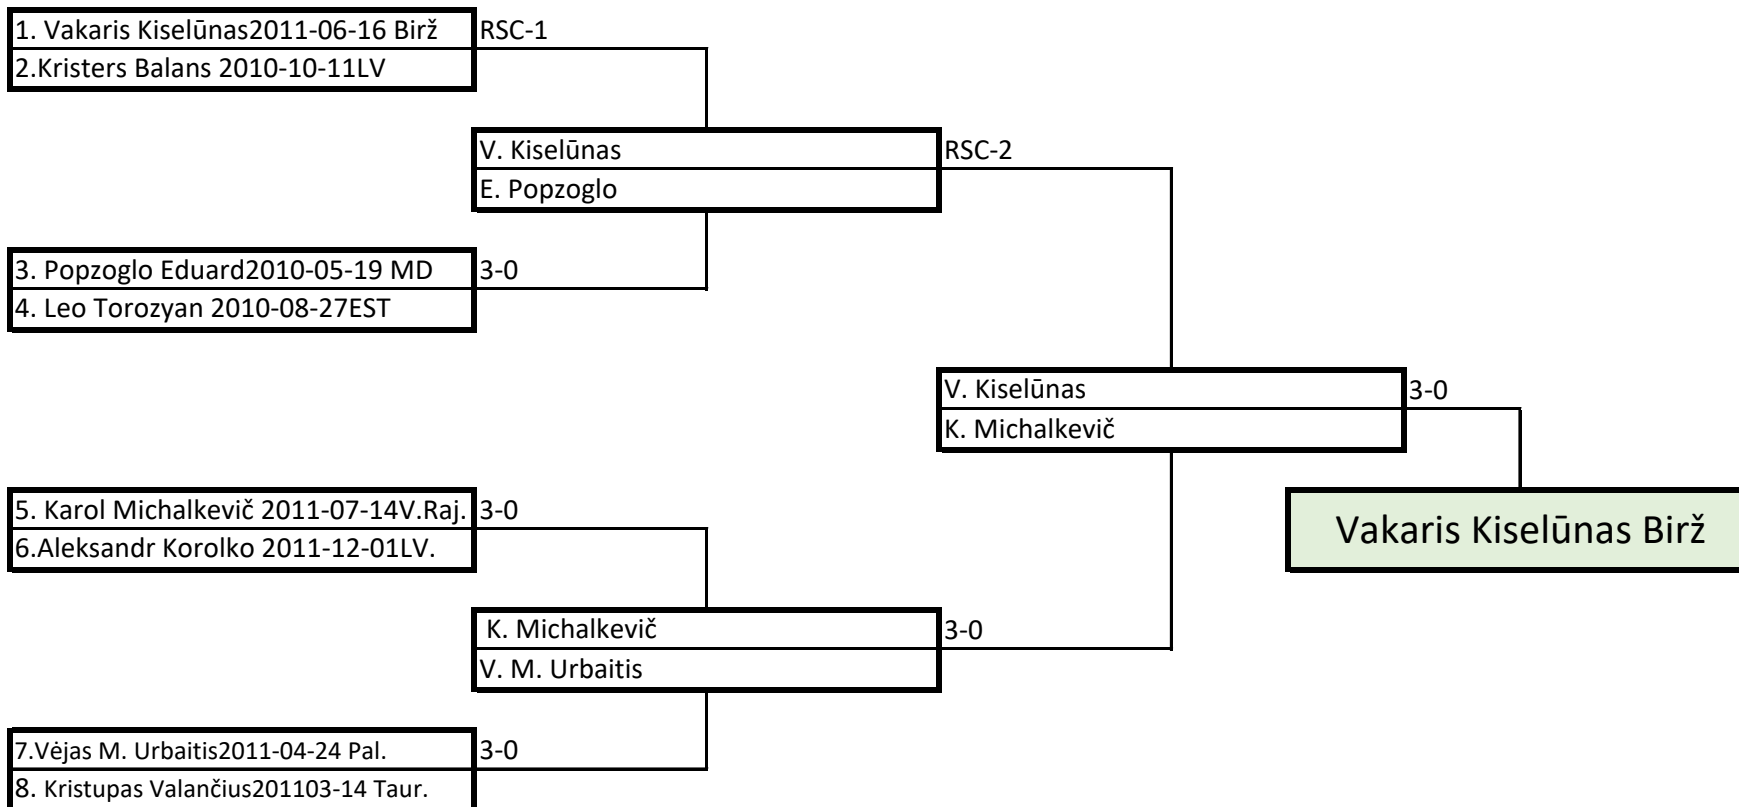 1. Vakaris Kiselūnas2011-06-16 Birž
RSC-1
2.Kristers Balans 2010-10-11LV
V. Kiselūnas
RSC-2
E. Popzoglo
3. Popzoglo Eduard2010-05-19 MD
3-0
4. Leo Torozyan 2010-08-27EST
V. Kiselūnas
3-0
K. Michalkevič
5. Karol Michalkevič 2011-07-14V.Raj.
3-0
6.Aleksandr Korolko 2011-12-01LV.
Vakaris Kiselūnas Birž
K. Michalkevič
3-0
V. M. Urbaitis
7.Vėjas M. Urbaitis2011-04-24 Pal.
3-0
8. Kristupas Valančius201103-14 Taur.